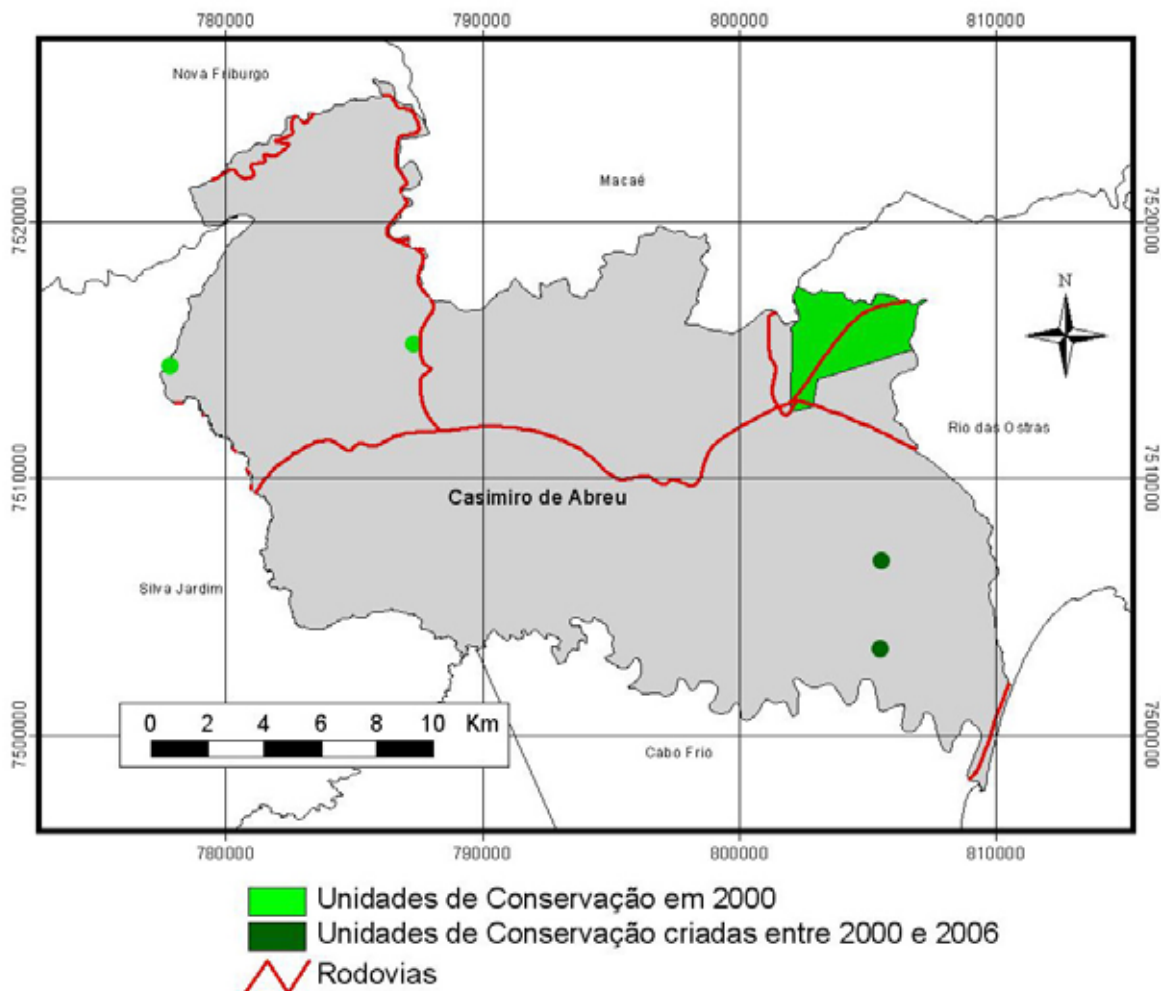 780000 790000 800000 810000
Nova Friburgo
Macaé
7520000 7520000
N
Rio das Ostras
7510000 7510000
Casimiro de Abreu
Silva Jardim
0 2 4 6 8 10 Km
7500000 7500000
Cabo Frio
780000 790000 800000 810000
Unidades de Conservação em 2000
Unidades de Conservação criadas entre 2000 e 2006
Rodovias